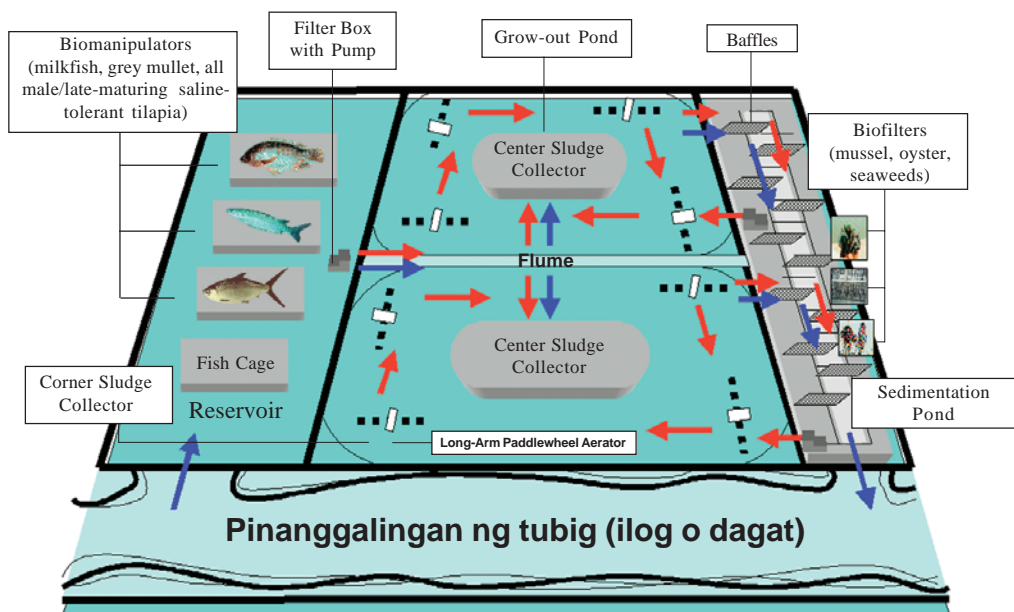 Biomanipulators
(milkfish, grey mullet, all
male/late-maturing saline-
tolerant tilapia)
Filter Box
with Pump
Grow-out Pond
Baffles
Biofilters
(mussel, oyster,
seaweeds)
Center Sludge
Collector
Flume
Center Sludge
Collector
Fish Cage
Reservoir
Corner Sludge
Collector
Long-Arm Paddlewheel Aerator
Sedimentation
Pond
Pinanggalingan ng tubig (ilog o dagat)